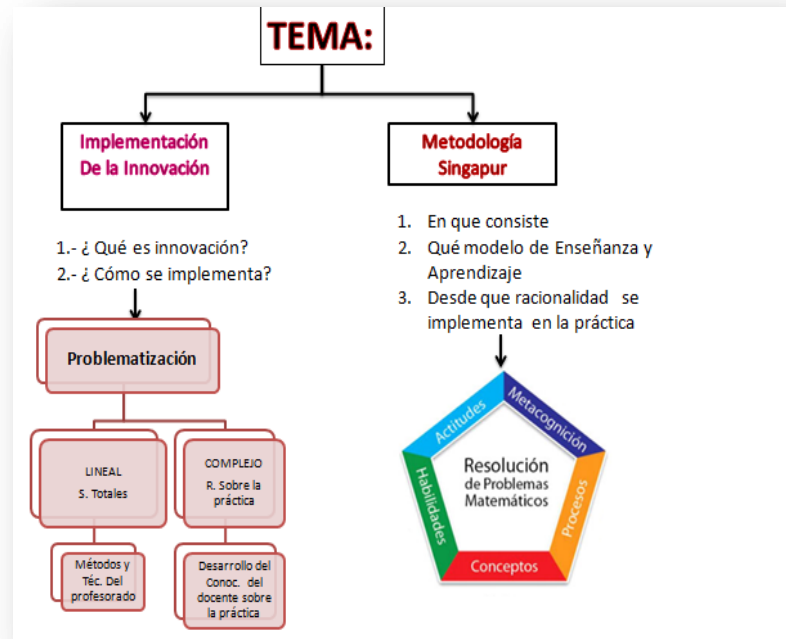 TEMA:
Implementación
De la Innovación
1.- ¿ Qué es innovación?
2.- ¿ Cómo se implementa?
Problematización
LINEAL
S. Totales
Métodos y
Téc. Del
profesorado
COMPLEJO
R. Sobre la
práctica
Desarrollo del
Conoc. del
docente sobre
la práctica
Metodología
Singapur
1. En que consiste
2. Qué modelo de Enseñanza y
Aprendizaje
3. Desde que racionalidad se
implementa en la práctica
Actitudes
Metacognición
Habilidades
Resolución
de Problemas
Matemáticos
Procesos
Conceptos